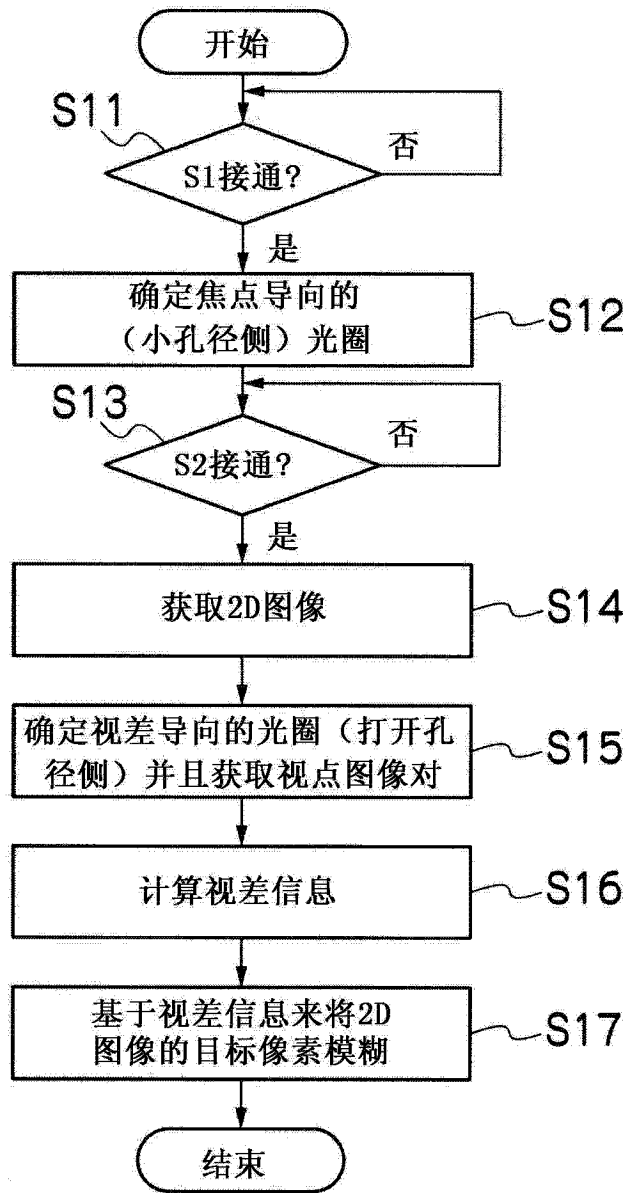 开始
S11
S1接通?
否
是
确定焦点导向的
（小孔径侧）光圈
S12
S13
S2接通?
否
是
获取2D图像
S14
确定视差导向的光圈（打开孔
径侧）并且获取视点图像对
S15
计算视差信息
S16
基于视差信息来将2D
图像的目标像素模糊
S17
结束